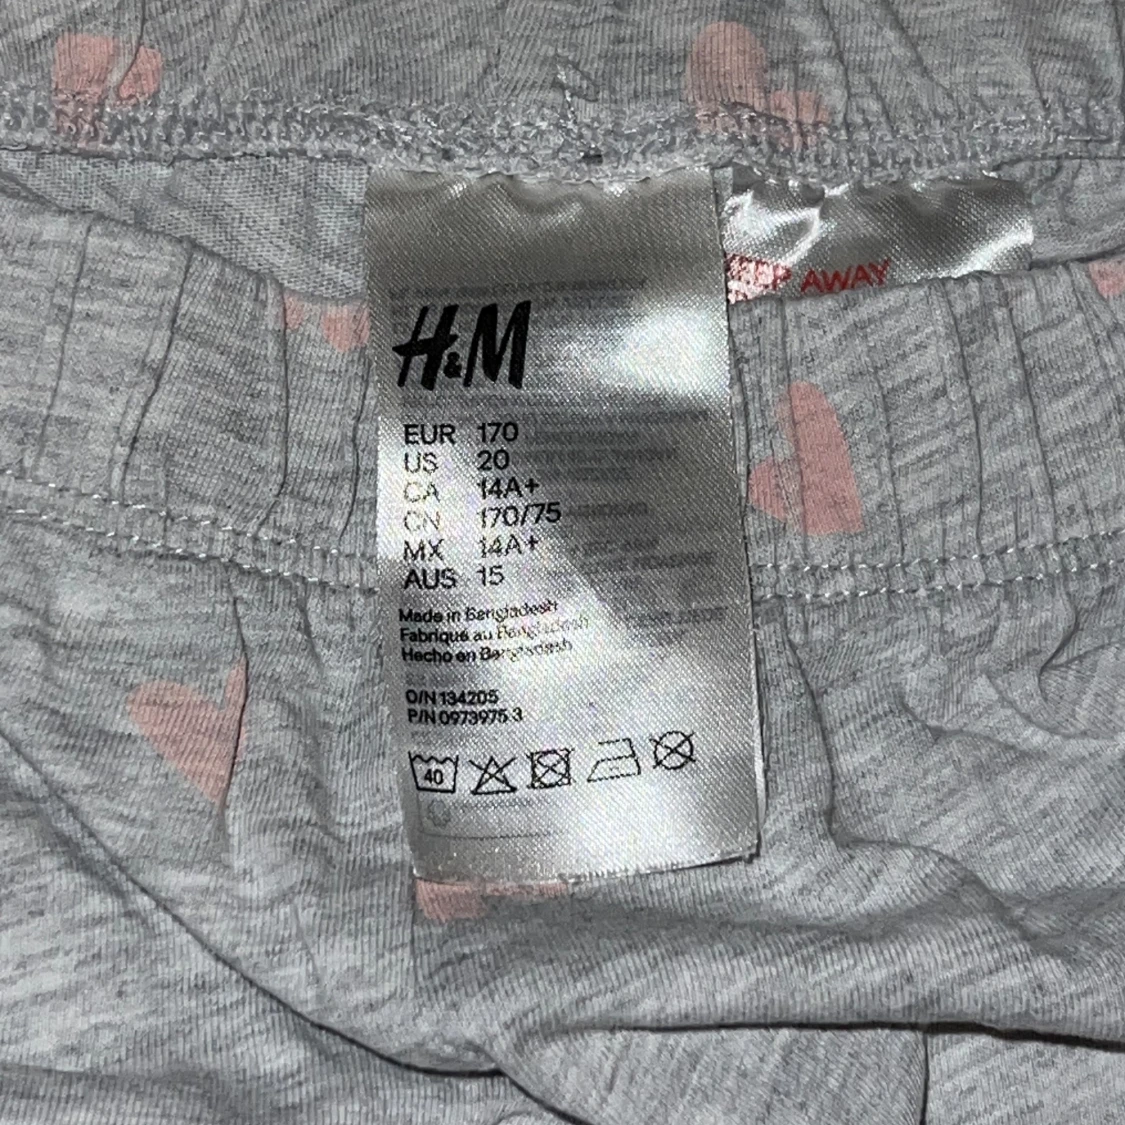 KEEP AWAY
H&M
EUR 170
US 20
CA 14A+
CN 170/75
MX 14A+
AUS 15
Made in Bangladesh
Fabriqué au Bangladesh
Hecho en Bangladesh
O/N 134205
P/N 0973975 3
40